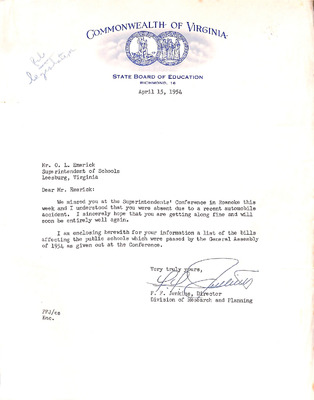 COMMONWEALTH OF VIRGINIA
STATE BOARD OF EDUCATION
RICHMOND, 16
April 15, 1954
Mr. O. L. Emerick
Superintendent of Schools
Leesburg, Virginia
Dear Mr. Emerick:
We missed you at the Superintendents' Conference in Roanoke this
week and I understood that you were absent due to a recent automobile
accident. I sincerely hope that you are getting along fine and will
soon be entirely well again.
I am enclosing herewith for your information a list of the bills
affecting the public schools which were passed by the General Assembly
of 1954 as given out at the Conference.
Very truly yours,
Director
Division of Research and Planning
Enc.